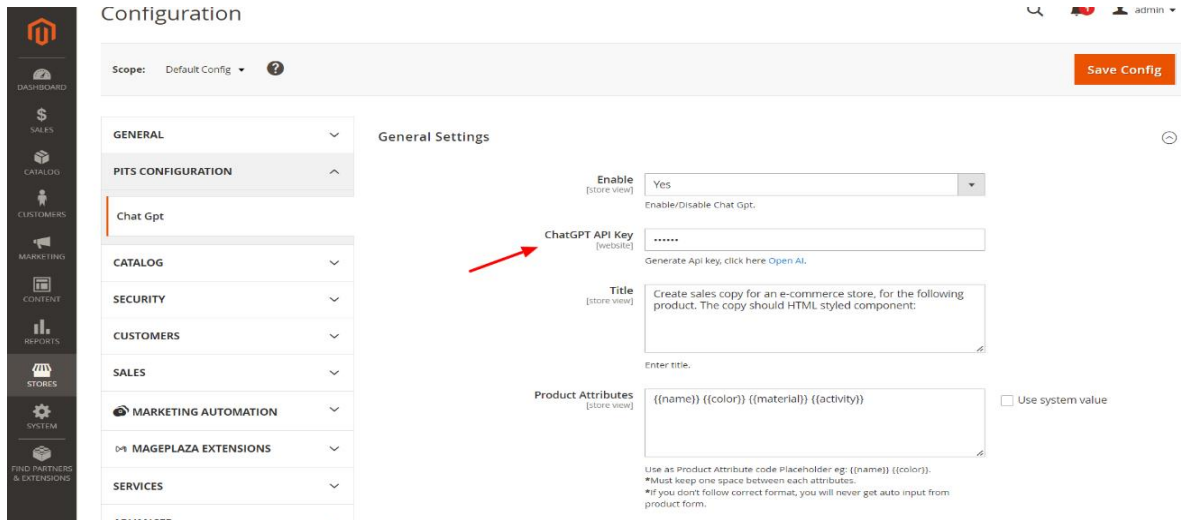 Configuration
1
admin
DASHBOARD
SALES
CATALOG
CUSTOMERS
MARKETING
CONTENT
REPORTS
STORES
SYSTEM
FIND PARTNERS
& EXTENSIONS
Scope: Default Config ?
Save Config
GENERAL
PITS CONFIGURATION
Chat Gpt
CATALOG
SECURITY
CUSTOMERS
SALES
MARKETING AUTOMATION
MAGEPLAZA EXTENSIONS
SERVICES
ADVANCED
General Settings
Enable
[store view]
Yes
Enable/Disable Chat Gpt.
ChatGPT API Key
[website]
••••••
Generate Api key, click here Open AI.
Title
[store view]
Create sales copy for an e-commerce store, for the following
product. The copy should HTML styled component:
Enter title.
Product Attributes
[store view]
{{name}} {{color}} {{material}} {{activity}}
Use system value
Use as Product Attribute code Placeholder eg: {{name}} {{color}}.
*Must keep one space between each attributes.
*If you don't follow correct format, you will never get auto input from
product form.